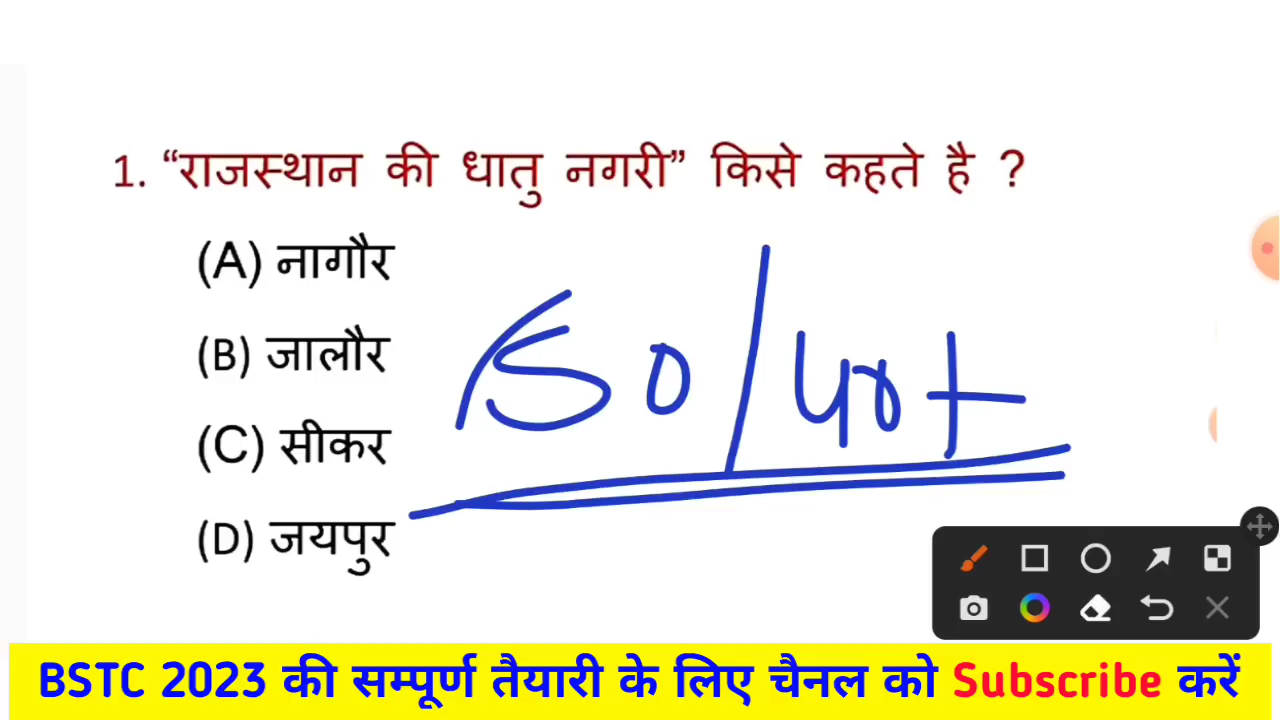 1. “राजस्थान की धातु नगरी” किसे कहते है ?
(A) नागौर
(B) जालौर
50/40+
(C) सीकर
(D) जयपुर
BSTC 2023 की सम्पूर्ण तैयारी के लिए चैनल को Subscribe करें